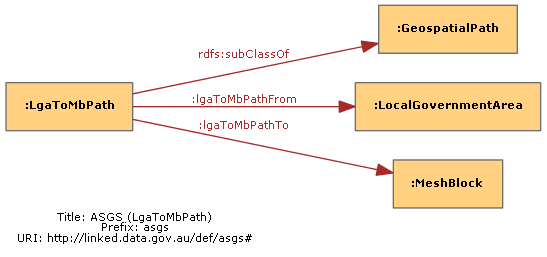 :GeospatialPath
rdfs:subClassOf
:LgaToMbPath
:lgaToMbPathFrom
:LocalGovernmentArea
:lgaToMbPathTo
:MeshBlock
Title: ASGS (LgaToMbPath)
Prefix: asgs
URI: http://linked.data.gov.au/def/asgs#